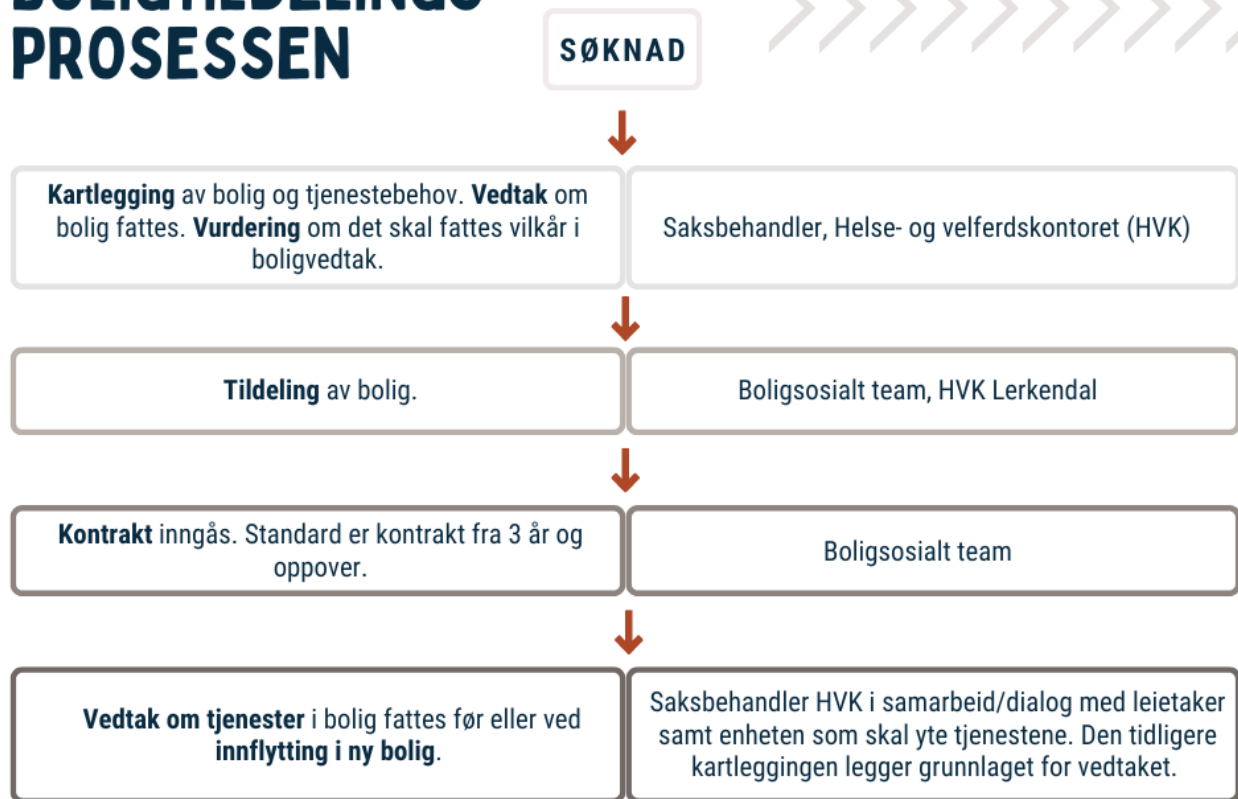 BOLIGTILDELINGS
PROSESSEN
SØKNAD
Kartlegging av bolig og tjenestebehov. Vedtak om
bolig fattes. Vurdering om det skal fattes vilkår i
boligvedtak.
Saksbehandler, Helse- og velferdskontoret (HVK)
Tildeling av bolig.
Boligsosialt team, HVK Lerkendal
Kontrakt inngås. Standard er kontrakt fra 3 år og
oppover.
Boligsosialt team
Vedtak om tjenester i bolig fattes før eller ved
innflytting i ny bolig.
Saksbehandler HVK i samarbeid/dialog med leietaker
samt enheten som skal yte tjenestene. Den tidligere
kartleggingen legger grunnlaget for vedtaket.